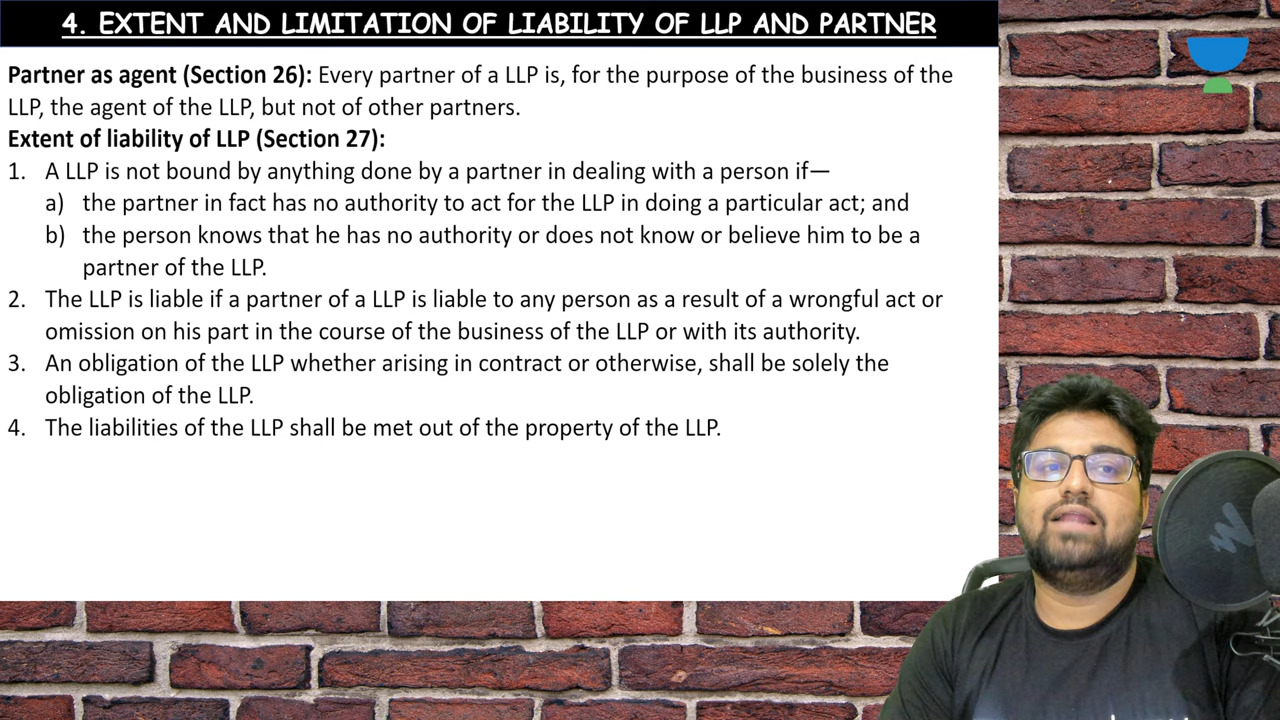 4. EXTENT AND LIMITATION OF LIABILITY OF LLP AND PARTNER
Partner as agent (Section 26): Every partner of a LLP is, for the purpose of the business of the
LLP, the agent of the LLP, but not of other partners.
Extent of liability of LLP (Section 27):
1. A LLP is not bound by anything done by a partner in dealing with a person if—
a) the partner in fact has no authority to act for the LLP in doing a particular act; and
b) the person knows that he has no authority or does not know or believe him to be a
partner of the LLP.
2. The LLP is liable if a partner of a LLP is liable to any person as a result of a wrongful act or
omission on his part in the course of the business of the LLP or with its authority.
3. An obligation of the LLP whether arising in contract or otherwise, shall be solely the
obligation of the LLP.
4. The liabilities of the LLP shall be met out of the property of the LLP.